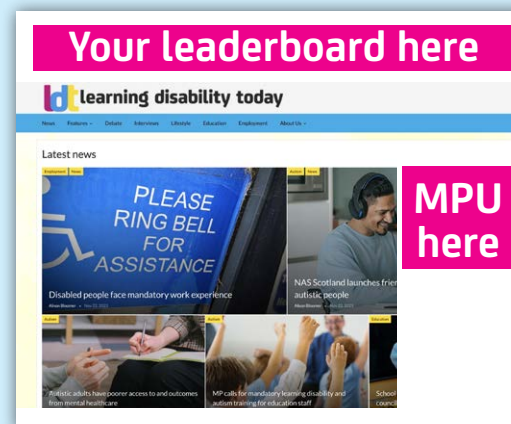 Your leaderboard here
ldt learning disability today
News Features Debate Interviews Lifestyle Education Employment About Us
Latest news
Employment News
Autism News
PLEASE
RING BELL
FOR
ASSISTANCE
MPU
here
Disabled people face mandatory work experience
NAS Scotland launches frien
autistic people
Autism
Autism
Education
Autistic adults have poorer access to and outcomes
from mental healthcare
MP calls for mandatory learning disability and
autism training for education staff
School
council